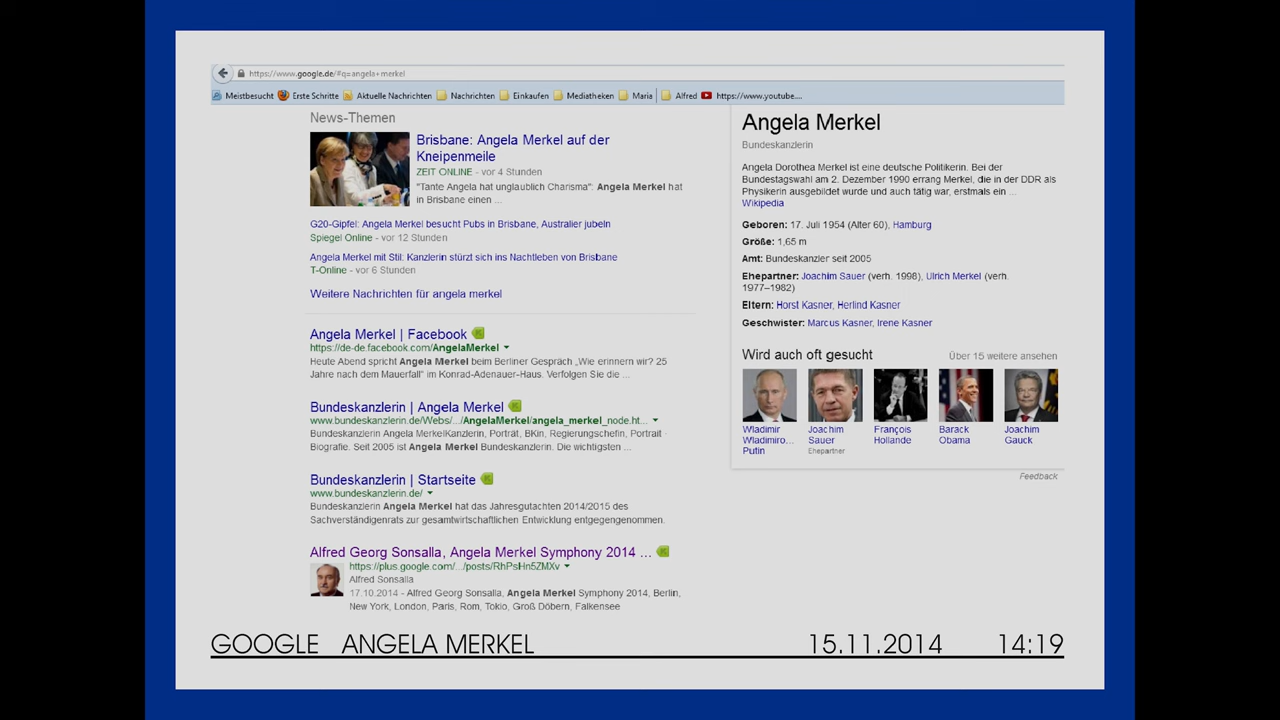 https://www.google.de/#q=angela+merkel
Meistbesucht Erste Schritte Aktuelle Nachrichten Nachrichten Einkaufen Mediatheken Maria Alfred https://www.youtube....
News-Themen
Brisbane: Angela Merkel auf der
Kneipenmeile
ZEIT ONLINE - vor 4 Stunden
"Tante Angela hat unglaublich Charisma": Angela Merkel hat
in Brisbane einen ...
G20-Gipfel: Angela Merkel besucht Pubs in Brisbane, Australier jubeln
Spiegel Online - vor 12 Stunden
Angela Merkel mit Stil: Kanzlerin stürzt sich ins Nachtleben von Brisbane
T-Online - vor 6 Stunden
Weitere Nachrichten für angela merkel
Angela Merkel | Facebook
https://de-de.facebook.com/AngelaMerkel
Heute Abend spricht Angela Merkel beim Berliner Gespräch „Wie erinnern wir? 25
Jahre nach dem Mauerfall" im Konrad-Adenauer-Haus. Verfolgen Sie die ...
Bundeskanzlerin | Angela Merkel
www.bundeskanzlerin.de/Webs/.../AngelaMerkel/angela_merkel_node.ht...
Bundeskanzlerin Angela MerkelKanzlerin, Porträt, BKin, Regierungschefin, Portrait ·
Biografie. Seit 2005 ist Angela Merkel Bundeskanzlerin. Die wichtigsten ...
Bundeskanzlerin | Startseite
www.bundeskanzlerin.de/
Bundeskanzlerin Angela Merkel hat das Jahresgutachten 2014/2015 des
Sachverständigenrats zur gesamtwirtschaftlichen Entwicklung entgegengenommen.
Alfred Georg Sonsalla, Angela Merkel Symphony 2014 ...
https://plus.google.com/.../posts/RhPsHn5ZMXv
Alfred Sonsalla
17.10.2014 - Alfred Georg Sonsalla, Angela Merkel Symphony 2014, Berlin,
New York, London, Paris, Rom, Tokio, Groß Döbern, Falkensee
Angela Merkel
Bundeskanzlerin
Angela Dorothea Merkel ist eine deutsche Politikerin. Bei der
Bundestagswahl am 2. Dezember 1990 errang Merkel, die in der DDR als
Physikerin ausgebildet wurde und auch tätig war, erstmals ein ...
Wikipedia
Geboren: 17. Juli 1954 (Alter 60), Hamburg
Größe: 1,65 m
Amt: Bundeskanzler seit 2005
Ehepartner: Joachim Sauer (verh. 1998), Ulrich Merkel (verh.
1977–1982)
Eltern: Horst Kasner, Herlind Kasner
Geschwister: Marcus Kasner, Irene Kasner
Wird auch oft gesucht Über 15 weitere ansehen
Wladimir Joachim François Barack Joachim
Wladimiro... Sauer Hollande Obama Gauck
Putin Ehepartner
Feedback
GOOGLE ANGELA MERKEL 15.11.2014 14:19